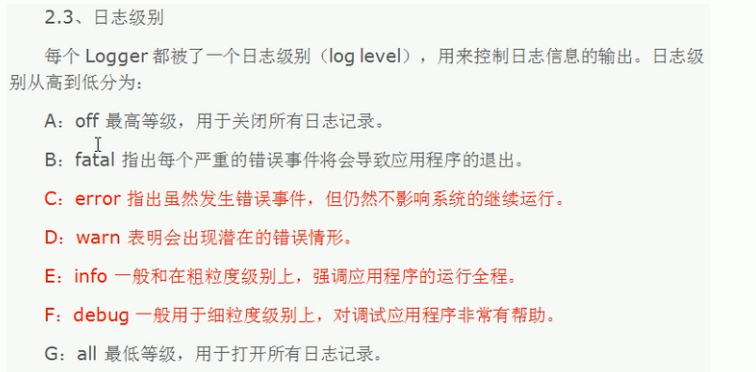 2.3、日志级别
每个 Logger 都被了一个日志级别（log level），用来控制日志信息的输出。日志级
别从高到低分为：
A：off 最高等级，用于关闭所有日志记录。
B：fatal 指出每个严重的错误事件将会导致应用程序的退出。
C：error 指出虽然发生错误事件，但仍然不影响系统的继续运行。
D：warn 表明会出现潜在的错误情形。
E：info 一般和在粗粒度级别上，强调应用程序的运行全程。
F：debug 一般用于细粒度级别上，对调试应用程序非常有帮助。
G：all 最低等级，用于打开所有日志记录。